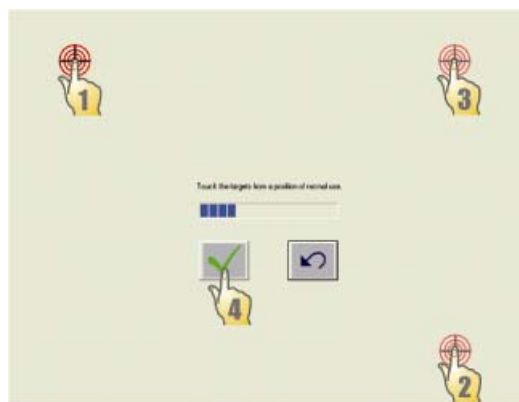 1
3
Touch the targets from a position of normal use.
4
2